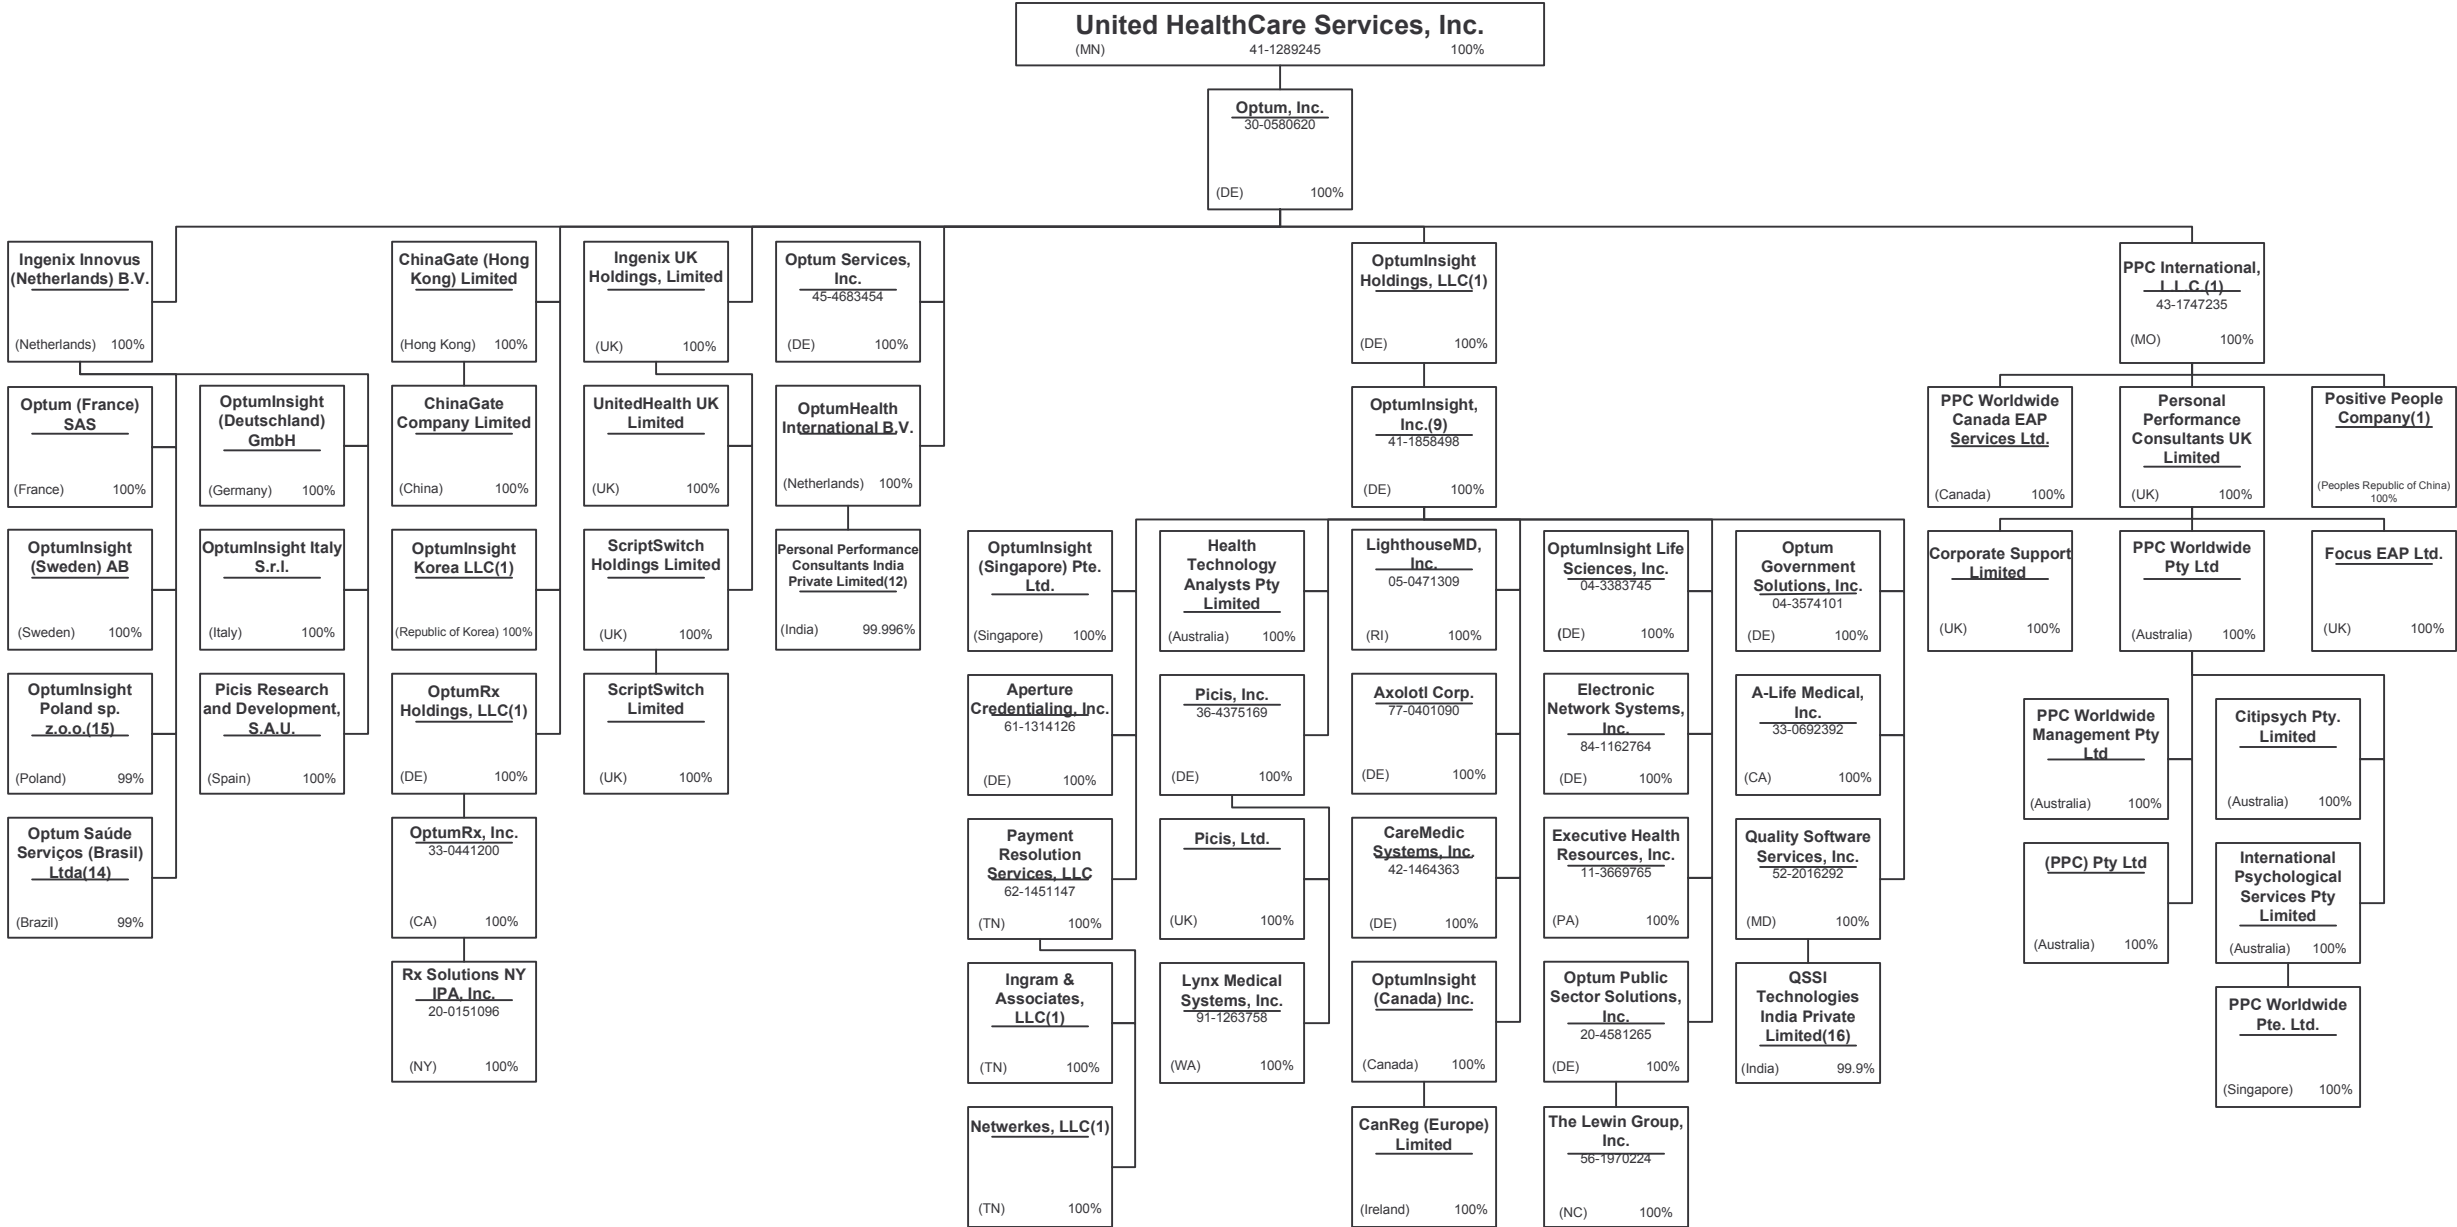 United HealthCare Services, Inc.
(MN) 41-1289245 100%
Optum, Inc.
30-0580620
(DE) 100%
Ingenix Innovus
(Netherlands) B.V.
(Netherlands) 100%
ChinaGate (Hong
Kong) Limited
(Hong Kong) 100%
Ingenix UK
Holdings, Limited
(UK) 100%
Optum Services,
Inc.
45-4683454
(DE) 100%
OptumInsight
Holdings, LLC(1)
(DE) 100%
PPC International,
L.L.C.(1)
43-1747235
(MO) 100%
Optum (France)
SAS
(France) 100%
OptumInsight
(Deutschland)
GmbH
(Germany) 100%
ChinaGate
Company Limited
(China) 100%
UnitedHealth UK
Limited
(UK) 100%
OptumHealth
International B.V.
(Netherlands) 100%
OptumInsight,
Inc.(9)
41-1858498
(DE) 100%
PPC Worldwide
Canada EAP
Services Ltd.
(Canada) 100%
Personal
Performance
Consultants UK
Limited
(UK) 100%
Positive People
Company(1)
(Peoples Republic of China)
100%
OptumInsight
(Sweden) AB
(Sweden) 100%
OptumInsight Italy
S.r.l.
(Italy) 100%
OptumInsight
Korea LLC(1)
(Republic of Korea) 100%
ScriptSwitch
Holdings Limited
(UK) 100%
Personal Performance
Consultants India
Private Limited(12)
(India) 99.996%
OptumInsight
(Singapore) Pte.
Ltd.
(Singapore) 100%
Health
Technology
Analysts Pty
Limited
(Australia) 100%
LighthouseMD,
Inc.
05-0471309
(RI) 100%
OptumInsight Life
Sciences, Inc.
04-3383745
(DE) 100%
Optum
Government
Solutions, Inc.
04-3574101
(DE) 100%
Corporate Support
Limited
(UK) 100%
PPC Worldwide
Pty Ltd
(Australia) 100%
Focus EAP Ltd.
(UK) 100%
OptumInsight
Poland sp.
z.o.o.(15)
(Poland) 99%
Picis Research
and Development,
S.A.U.
(Spain) 100%
OptumRx
Holdings, LLC(1)
(DE) 100%
ScriptSwitch
Limited
(UK) 100%
Aperture
Credentialing, Inc.
61-1314126
(DE) 100%
Picis, Inc.
36-4375169
(DE) 100%
Axolotl Corp.
77-0401090
(DE) 100%
Electronic
Network Systems,
Inc.
84-1162764
(DE) 100%
A-Life Medical,
Inc.
33-0692392
(CA) 100%
PPC Worldwide
Management Pty
Ltd
(Australia) 100%
Citipsych Pty.
Limited
(Australia) 100%
Optum Saúde
Serviços (Brasil)
Ltda(14)
(Brazil) 99%
OptumRx, Inc.
33-0441200
(CA) 100%
Payment
Resolution
Services, LLC
62-1451147
(TN) 100%
Picis, Ltd.
(UK) 100%
CareMedic
Systems, Inc.
42-1464363
(DE) 100%
Executive Health
Resources, Inc.
11-3669765
(PA) 100%
Quality Software
Services, Inc.
52-2016292
(MD) 100%
(PPC) Pty Ltd
(Australia) 100%
International
Psychological
Services Pty
Limited
(Australia) 100%
Rx Solutions NY
IPA, Inc.
20-0151096
(NY) 100%
Ingram &
Associates,
LLC(1)
(TN) 100%
Lynx Medical
Systems, Inc.
91-1263758
(WA) 100%
OptumInsight
(Canada) Inc.
(Canada) 100%
Optum Public
Sector Solutions,
Inc.
20-4581265
(DE) 100%
QSSI
Technologies
India Private
Limited(16)
(India) 99.9%
PPC Worldwide
Pte. Ltd.
(Singapore) 100%
Netwerkes, LLC(1)
(TN) 100%
CanReg (Europe)
Limited
(Ireland) 100%
The Lewin Group,
Inc.
56-1970224
(NC) 100%